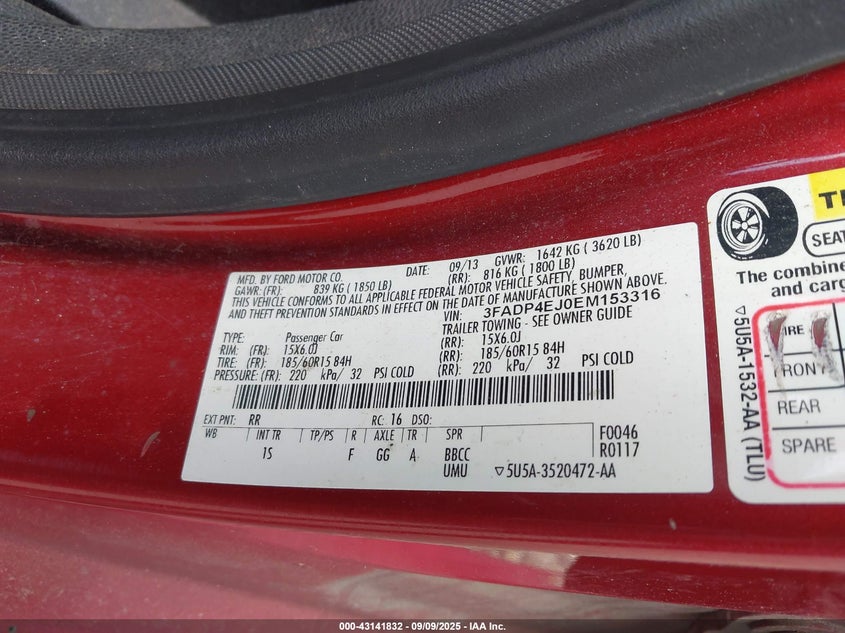 MFD. BY FORD MOTOR CO. DATE: 09/13 GVWR: 1642 KG ( 3620 LB)
GAWR: (FR): 839 KG ( 1850 LB) (RR): 816 KG ( 1800 LB)
THIS VEHICLE CONFORMS TO ALL APPLICABLE FEDERAL MOTOR VEHICLE SAFETY, BUMPER,
AND THEFT PREVENTION STANDARDS IN EFFECT ON THE DATE OF MANUFACTURE SHOWN ABOVE.
VIN: 3FADP4EJ0EM153316
TYPE: Passenger Car TRAILER TOWING - SEE OWNER GUIDE
RIM: (FR): 15X6.0J (RR): 15X6.0J
TIRE: (FR): 185/60R15 84H (RR): 185/60R15 84H
PRESSURE: (FR): 220 kPa/ 32 PSI COLD (RR): 220 kPa/ 32 PSI COLD
EXT PNT: RR RC: 16 DSO:
WB INT TR TP/PS R AXLE TR SPR F0046
1S F GG A BBCC R0117
UMU ▽5U5A-3520472-AA
SEAT
The combine
and carg
FRONT
REAR
SPARE
▽5U5A-1532-AA (TLU)
000-43141832 - 09/09/2025 - IAA Inc.